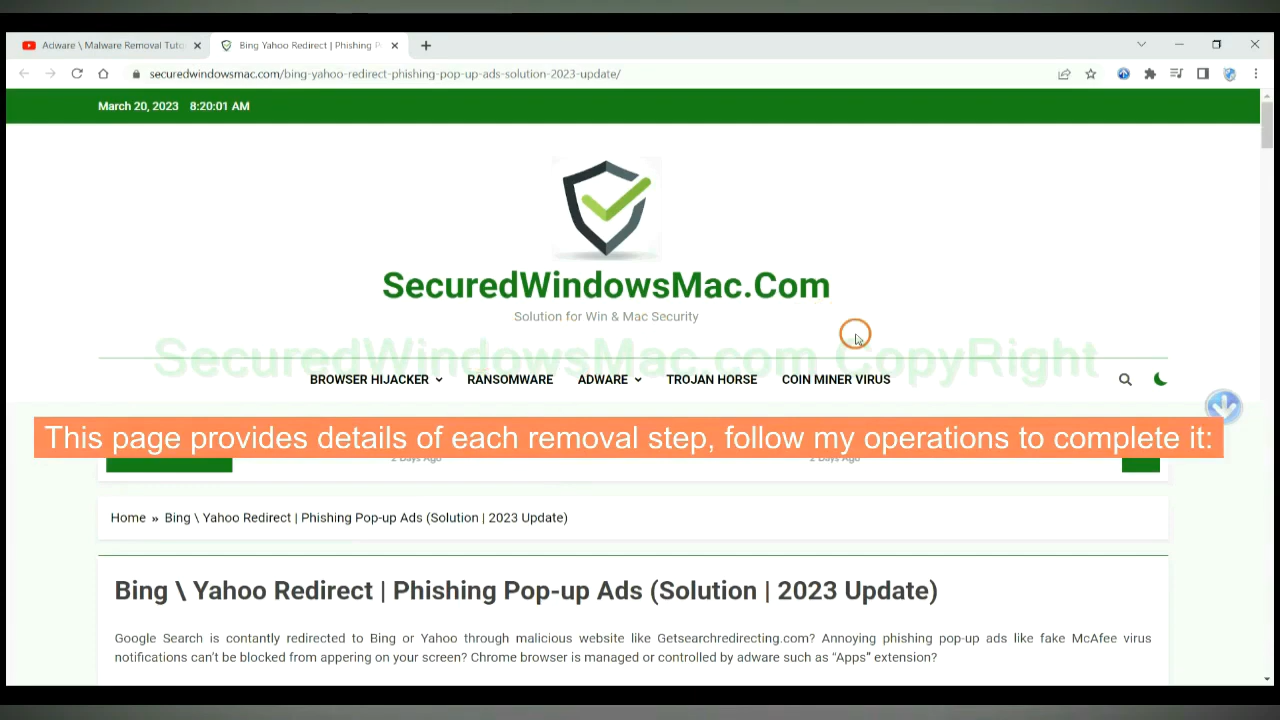 Adware \ Malware Removal Tuto
Bing Yahoo Redirect | Phishing P
securedwindowsmac.com/bing-yahoo-redirect-phishing-pop-up-ads-solution-2023-update/
March 20, 2023 8:20:01 AM
SecuredWindowsMac.Com
Solution for Win & Mac Security
SecuredWindowsMac.com CopyRight
BROWSER HIJACKER RANSOMWARE ADWARE TROJAN HORSE COIN MINER VIRUS
This page provides details of each removal step, follow my operations to complete it:
2 Days Ago 2 Days Ago
Home » Bing \ Yahoo Redirect | Phishing Pop-up Ads (Solution | 2023 Update)
Bing \ Yahoo Redirect | Phishing Pop-up Ads (Solution | 2023 Update)
Google Search is contantly redirected to Bing or Yahoo through malicious website like Getsearchredirecting.com? Annoying phishing pop-up ads like fake McAfee virus
notifications can't be blocked from appering on your screen? Chrome browser is managed or controlled by adware such as “Apps” extension?